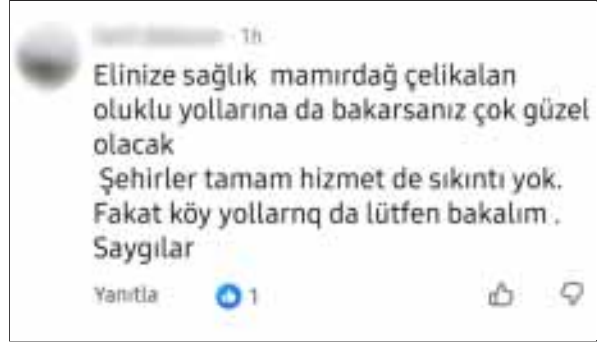 1h
Elinize sağlık mamırdağ çelikalan
oluklu yollarına da bakarsanız çok güzel
olacak
Şehirler tamam hizmet de sıkıntı yok.
Fakat köy yollarnq da lütfen bakalım .
Saygılar
Yanıtla 1